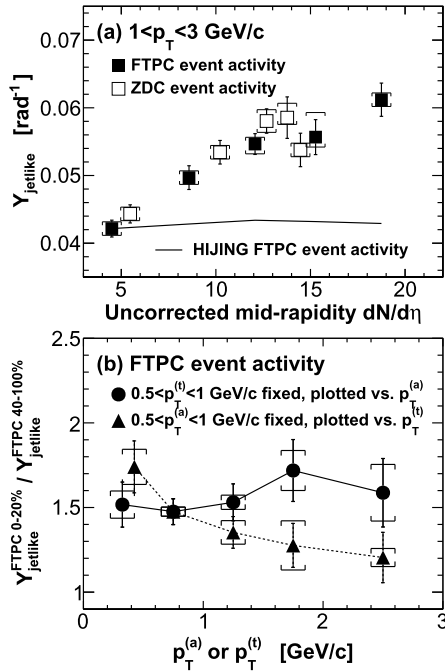 (a) 1<p_T<3 GeV/c
FTPC event activity
ZDC event activity
0.07
0.06
0.05
0.04
Y_jetlike [rad^-1]
HIJING FTPC event activity
5 10 15 20
Uncorrected mid-rapidity dN/dη
(b) FTPC event activity
0.5<p_T^(t)<1 GeV/c fixed, plotted vs. p_T^(a)
0.5<p_T^(a)<1 GeV/c fixed, plotted vs. p_T^(t)
2.5
2
1.5
1
Y_jetlike^FTPC 0-20% / Y_jetlike^FTPC 40-100%
0 1 2 3
p_T^(a) or p_T^(t) [GeV/c]